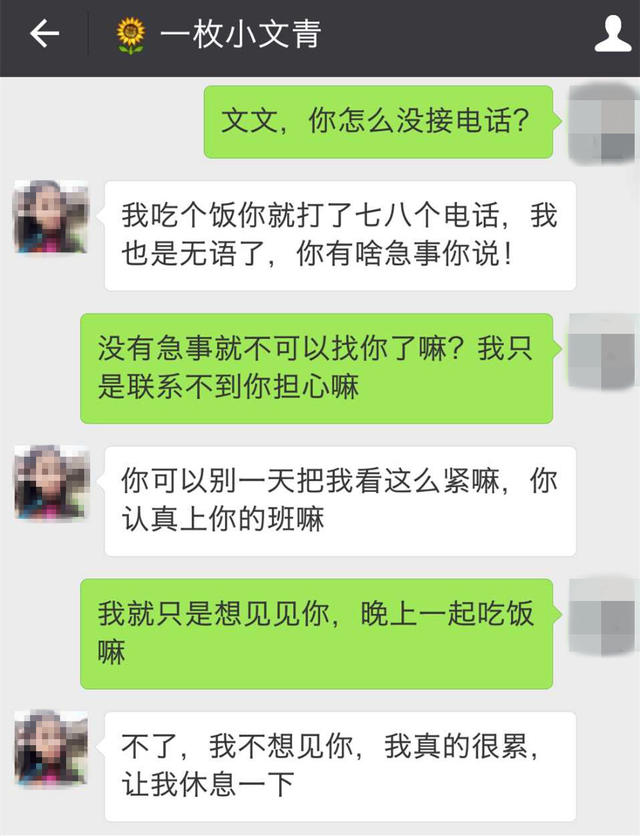 一枚小文青
文文，你怎么没接电话？
我吃个饭你就打了七八个电话，我
也是无语了，你有啥急事你说！
没有急事就不可以找你了嘛？我只
是联系不到你担心嘛
你可以别一天把我看这么紧嘛，你
认真上你的班嘛
我就只是想见见你，晚上一起吃饭
嘛
不了，我不想见你，我真的很累，
让我休息一下